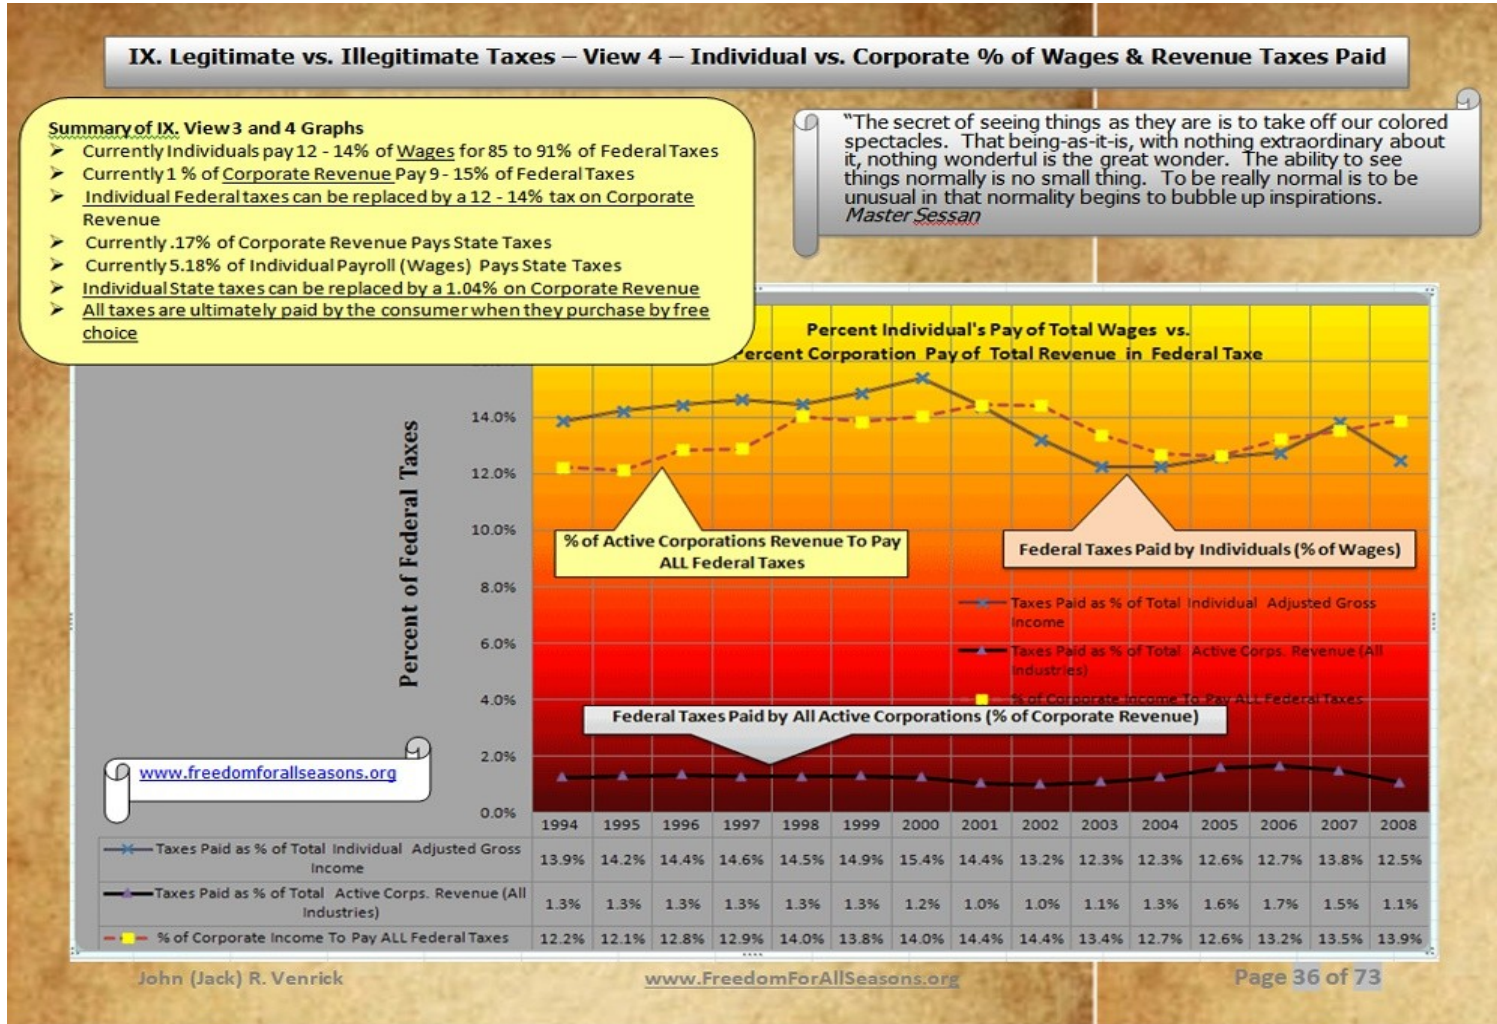 IX. Legitimate vs. Illegitimate Taxes – View 4 – Individual vs. Corporate % of Wages & Revenue Taxes Paid
Summary of IX. View 3 and 4 Graphs
➢ Currently Individuals pay 12 - 14% of Wages for 85 to 91% of Federal Taxes
➢ Currently 1 % of Corporate Revenue Pay 9 - 15% of Federal Taxes
➢ Individual Federal taxes can be replaced by a 12 - 14% tax on Corporate
Revenue
➢ Currently .17% of Corporate Revenue Pays State Taxes
➢ Currently 5.18% of Individual Payroll (Wages) Pays State Taxes
➢ Individual State taxes can be replaced by a 1.04% on Corporate Revenue
➢ All taxes are ultimately paid by the consumer when they purchase by free
choice
“The secret of seeing things as they are is to take off our colored
spectacles. That being-as-it-is, with nothing extraordinary about
it, nothing wonderful is the great wonder. The ability to see
things normally is no small thing. To be really normal is to be
unusual in that normality begins to bubble up inspirations.
Master Sessan
Percent Individual's Pay of Total Wages vs.
Percent Corporation Pay of Total Revenue in Federal Taxe
Percent of Federal Taxes
14.0%
12.0%
10.0%
8.0%
6.0%
4.0%
2.0%
0.0%
% of Active Corporations Revenue To Pay
ALL Federal Taxes
Federal Taxes Paid by Individuals (% of Wages)
Taxes Paid as % of Total Individual Adjusted Gross
Income
Taxes Paid as % of Total Active Corps. Revenue (All
Industries)
% of Corporate Income To Pay ALL Federal Taxes
Federal Taxes Paid by All Active Corporations (% of Corporate Revenue)
www.freedomforallseasons.org
1994 1995 1996 1997 1998 1999 2000 2001 2002 2003 2004 2005 2006 2007 2008
Taxes Paid as % of Total Individual Adjusted Gross
Income
13.9% 14.2% 14.4% 14.6% 14.5% 14.9% 15.4% 14.4% 13.2% 12.3% 12.3% 12.6% 12.7% 13.8% 12.5%
Taxes Paid as % of Total Active Corps. Revenue (All
Industries)
1.3% 1.3% 1.3% 1.3% 1.3% 1.3% 1.2% 1.0% 1.0% 1.1% 1.3% 1.6% 1.7% 1.5% 1.1%
% of Corporate Income To Pay ALL Federal Taxes
12.2% 12.1% 12.8% 12.9% 14.0% 13.8% 14.0% 14.4% 14.4% 13.4% 12.7% 12.6% 13.2% 13.5% 13.9%
John (Jack) R. Venrick
www.FreedomForAllSeasons.org
Page 36 of 73